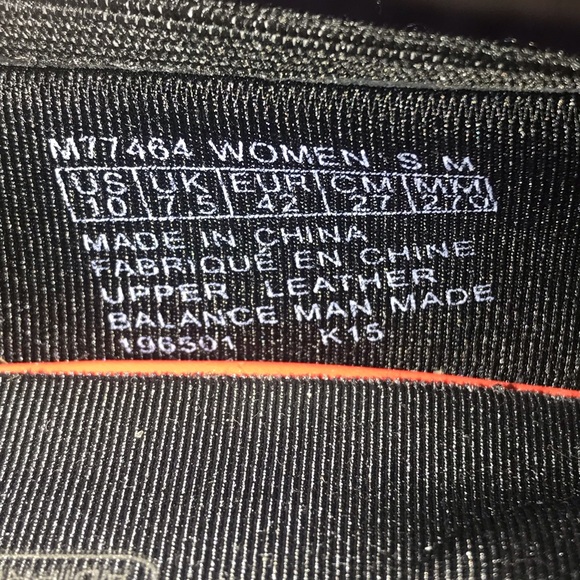 M77464 WOMEN S M
US UK EUR CM MM
10 7.5 42 27 270
MADE IN CHINA
FABRIQUÉ EN CHINE
UPPER LEATHER
BALANCE MAN MADE
196501 K15